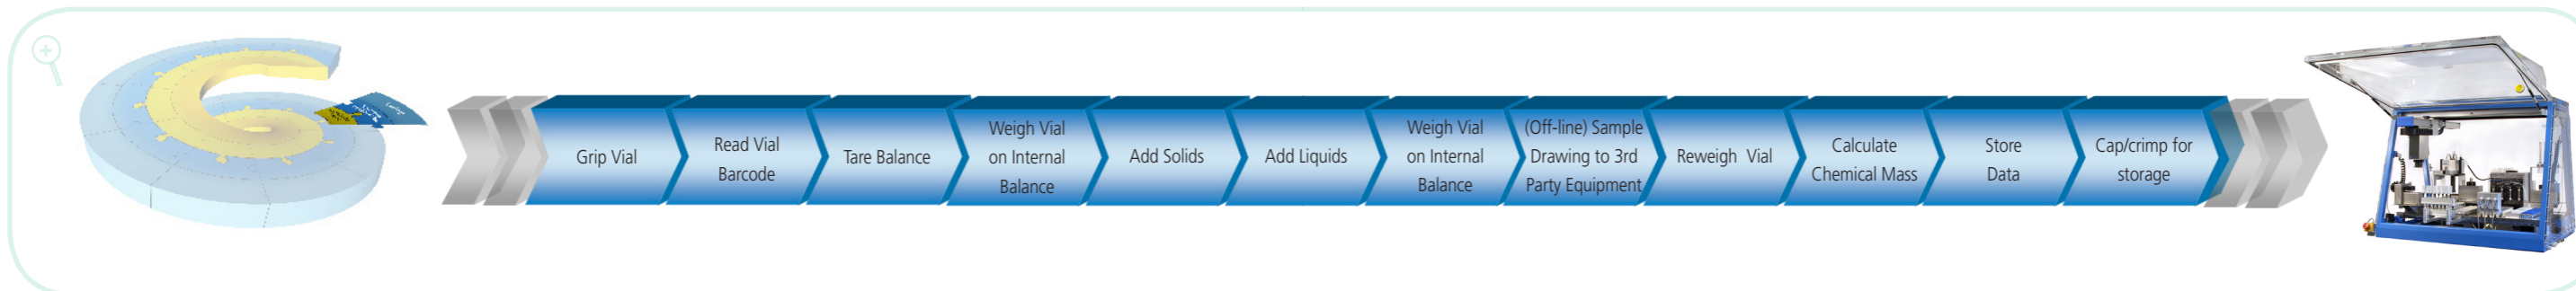 Grip Vial
Read Vial
Barcode
Tare Balance
Weigh Vial
on Internal
Balance
Add Solids
Add Liquids
Weigh Vial
on Internal
Balance
(Off-line) Sample
Drawing to 3rd
Party Equipment
Reweigh Vial
Calculate
Chemical Mass
Store
Data
Cap/crimp for
storage